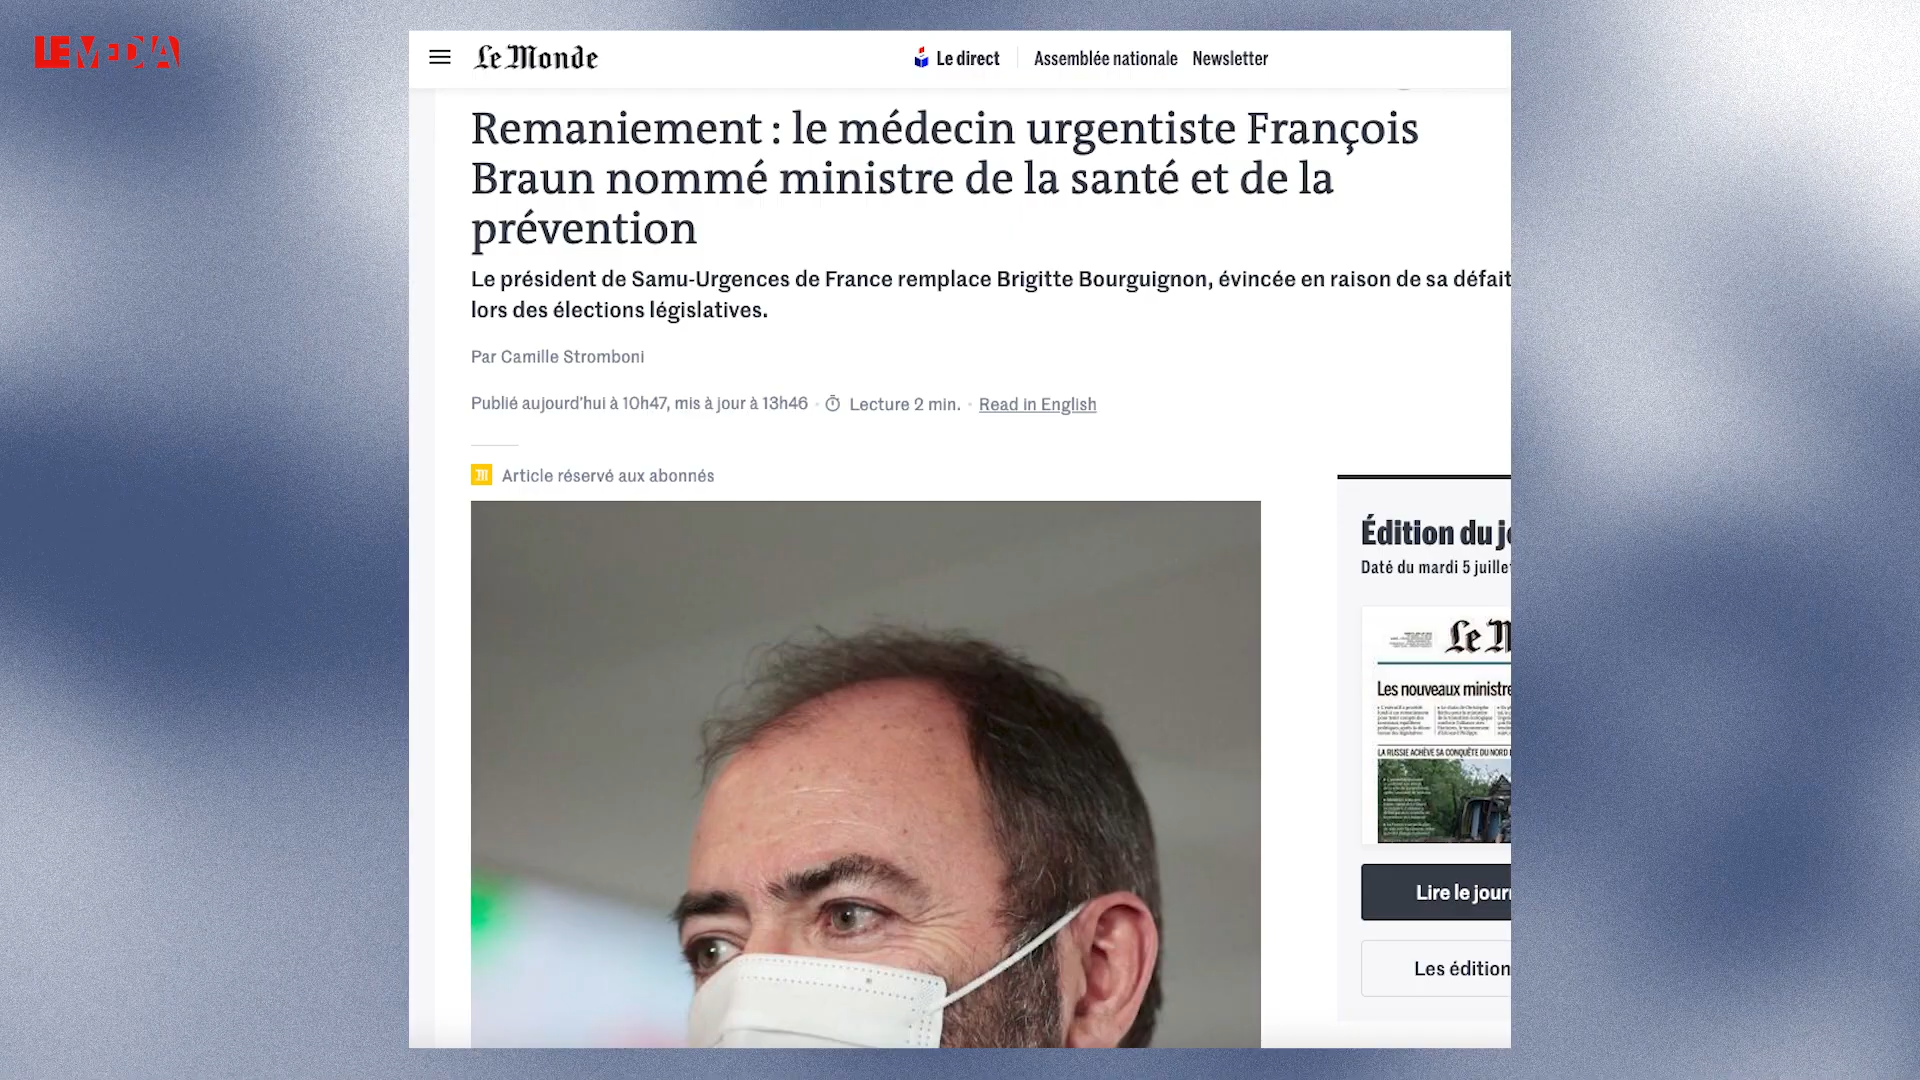 LEMEDIA
Le Monde
Le direct
Assemblée nationale
Newsletter
Remaniement : le médecin urgentiste François
Braun nommé ministre de la santé et de la
prévention
Le président de Samu-Urgences de France remplace Brigitte Bourguignon, évincée en raison de sa défait
lors des élections législatives.
Par Camille Stromboni
Publié aujourd'hui à 10h47, mis à jour à 13h46
Lecture 2 min.
Read in English
Article réservé aux abonnés
Édition du j
Daté du mardi 5 juille
Le M
Les nouveaux ministre
LA RUSSIE ACHÈVE SA CONQUÊTE DU NORD
Lire le jour
Les édition